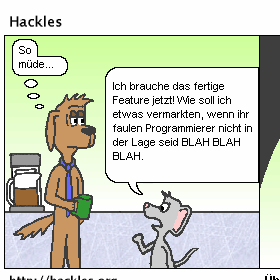 Hackles
So
müde...
Ich brauche das fertige
Feature jetzt! Wie soll ich
etwas vermarkten, wenn ihr
faulen Programmierer nicht in
der Lage seid BLAH BLAH
BLAH.
http://hackles.org